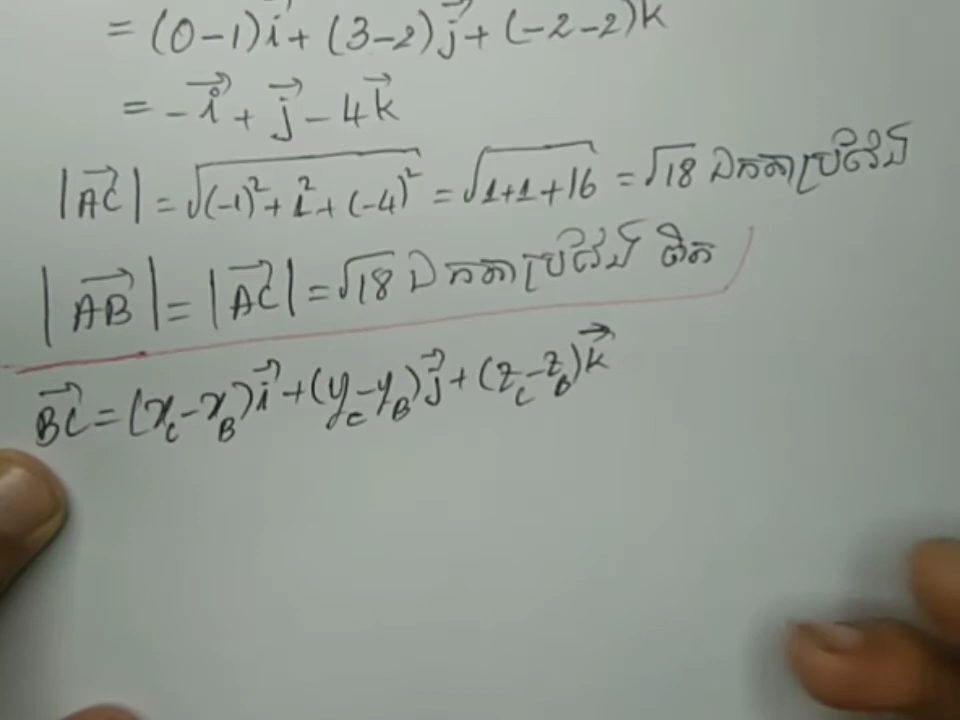 = (0-1)i⃗ + (3-2)j⃗ + (-2-2)k
= -i⃗ + j⃗ - 4k⃗
|AC⃗| = √((-1)² + 1² + (-4)²) = √(1+1+16) = √18 ឯកតាប្រវែង
|AB⃗| = |AC⃗| = √18 ឯកតាប្រវែង ពិត
BC⃗ = (x_C - x_B)i⃗ + (y_C - y_B)j⃗ + (z_C - z_B)k⃗